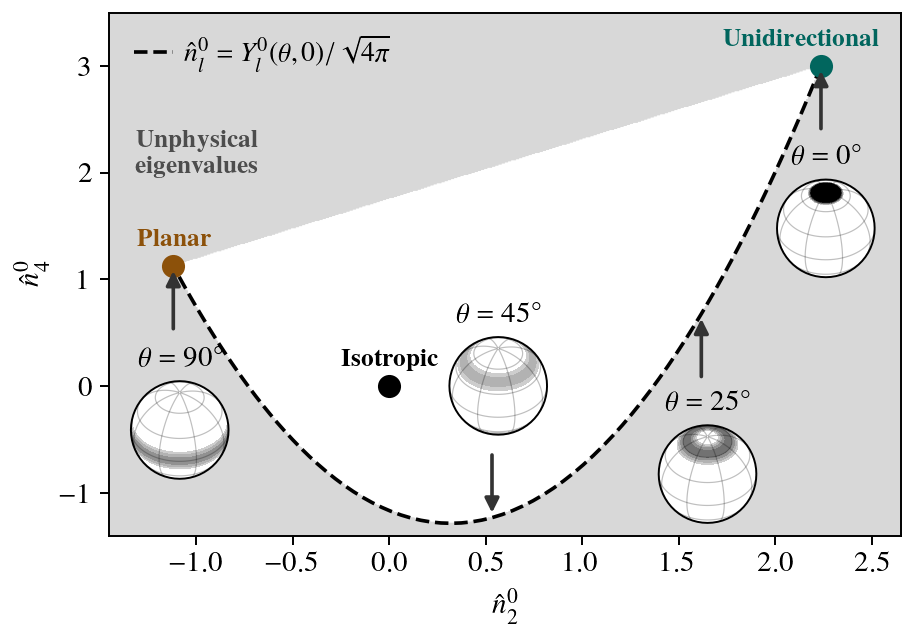 n̂_l^0 = Y_l^0(θ, 0)/ √4π
Unidirectional
3
Unphysical
eigenvalues
2
θ = 0°
Planar
1
n̂_4^0
θ = 45°
θ = 90°
Isotropic
0
θ = 25°
−1
−1.0 −0.5 0.0 0.5 1.0 1.5 2.0 2.5
n̂_2^0